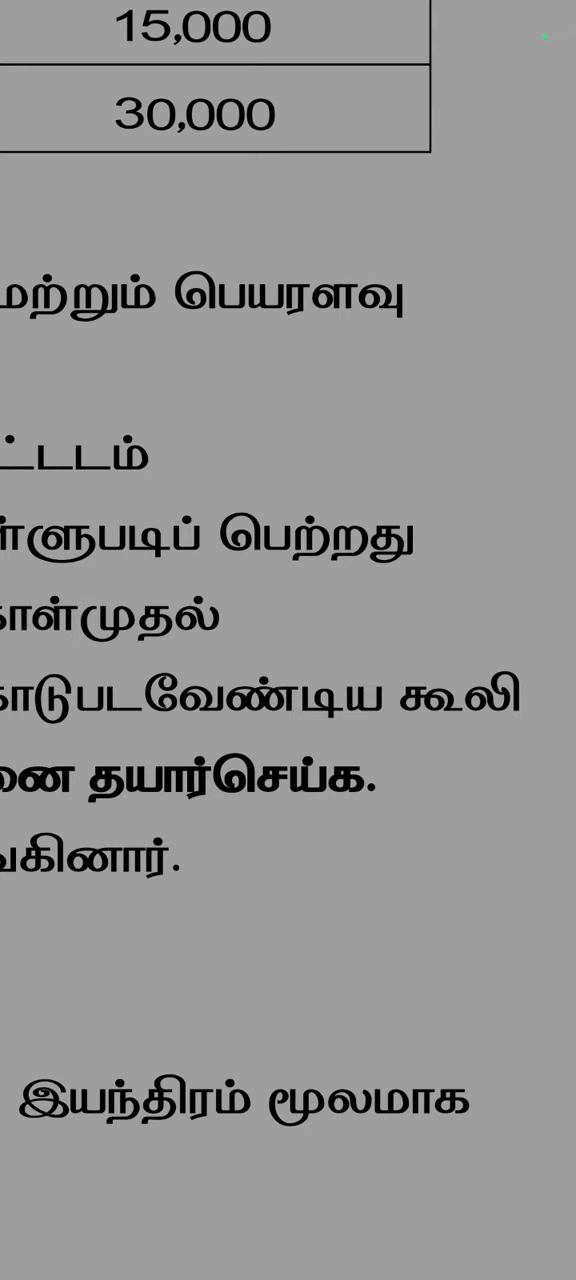 15,000
30,000
மற்றும் பெயரளவு
ட்டடம்
ள்ளுபடிப் பெற்றது
காள்முதல்
காடுபடவேண்டிய கூலி
னை தயார்செய்க.
வகினார்.
இயந்திரம் மூலமாக